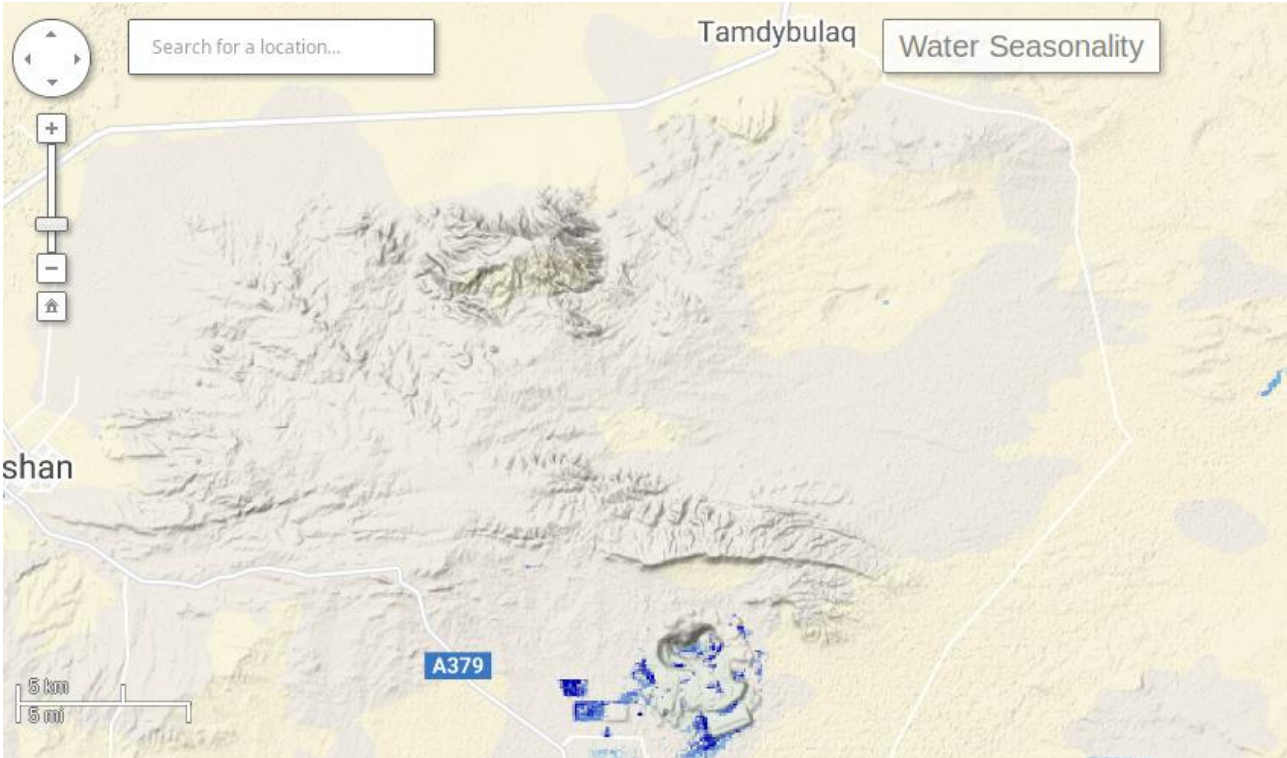 Search for a location...
Tamdybulaq
Water Seasonality
shan
A379
5 km
5 mi